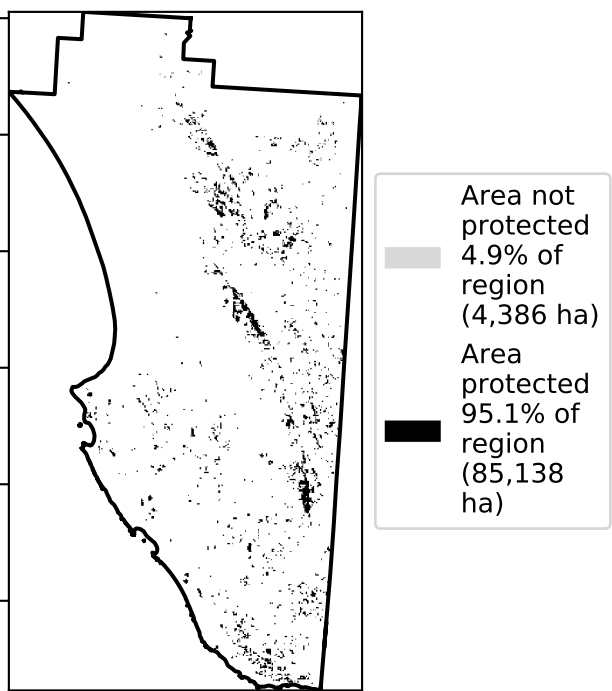 Area not
protected
4.9% of
region
(4,386 ha)
Area
protected
95.1% of
region
(85,138
ha)